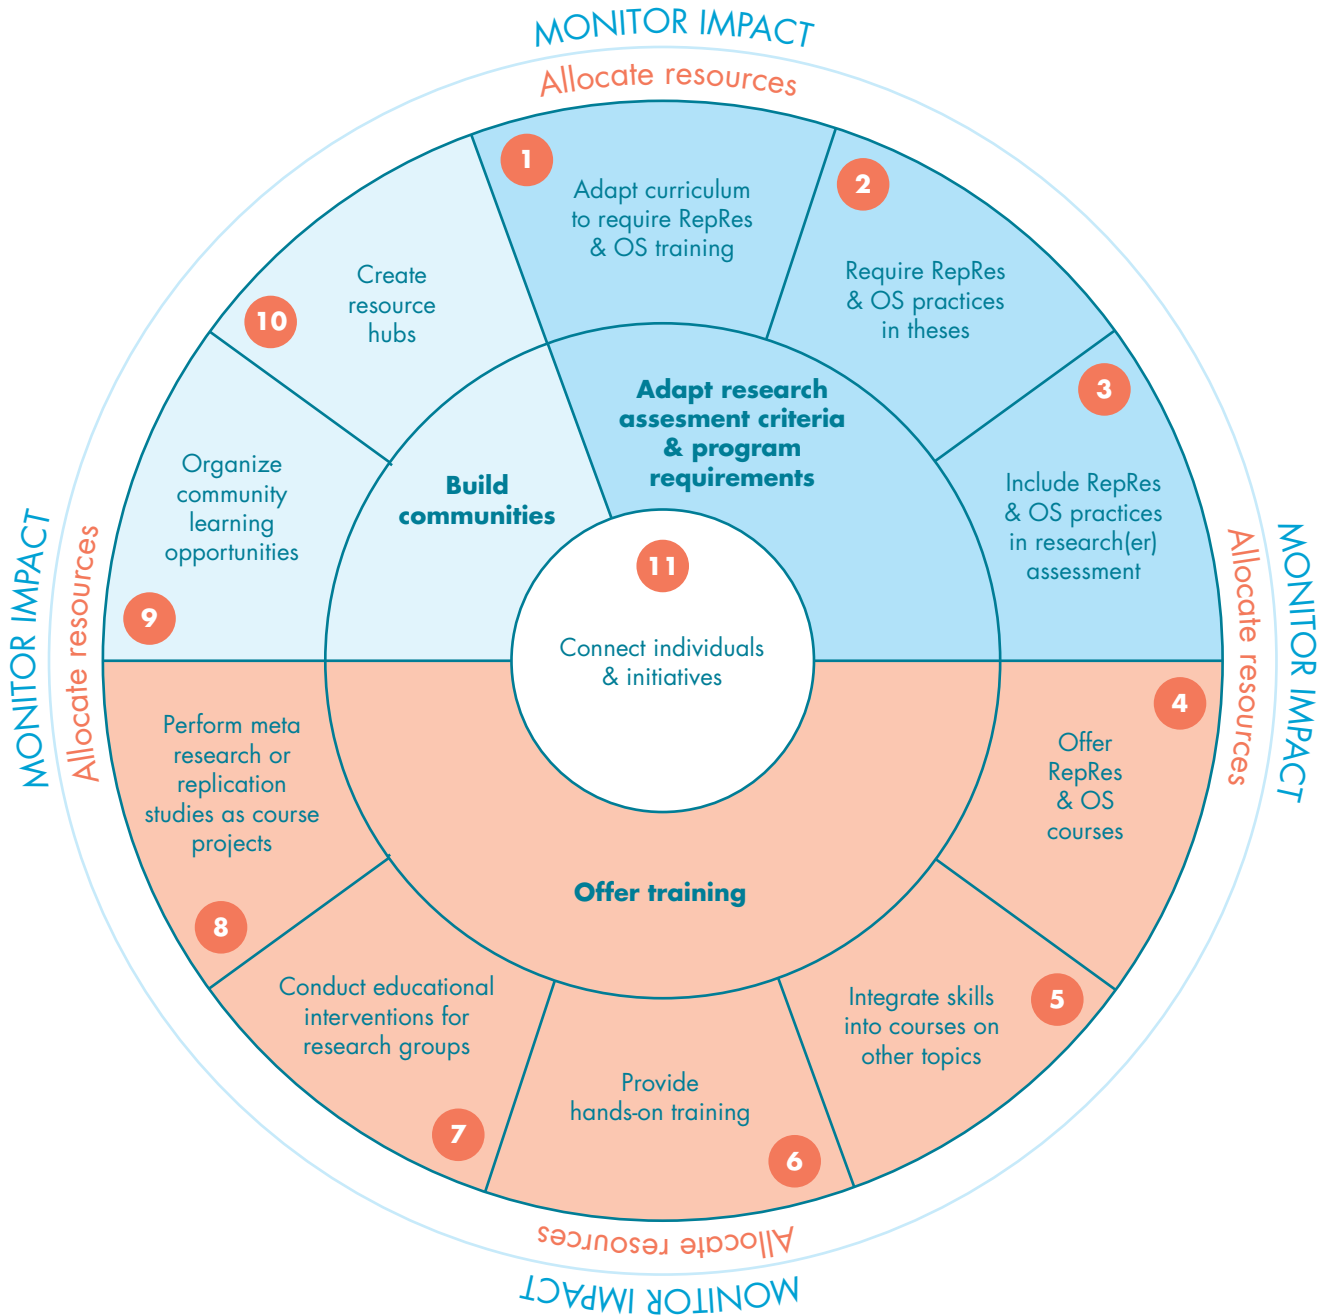 MONITOR IMPACT
Allocate resources
1
Adapt curriculum
to require RepRes
& OS training
2
Require RepRes
& OS practices
in theses
3
Include RepRes
& OS practices
in research(er)
assessment
4
Offer
RepRes
& OS
courses
5
Integrate skills
into courses on
other topics
6
Provide
hands-on training
7
Conduct educational
interventions for
research groups
8
Perform meta
research or
replication
studies as course
projects
9
Organize
community
learning
opportunities
10
Create
resource
hubs
Adapt research
assesment criteria
& program
requirements
Build
communities
Offer training
11
Connect individuals
& initiatives
Allocate resources
MONITOR IMPACT
Allocate resources
MONITOR IMPACT
Allocate resources
MONITOR IMPACT